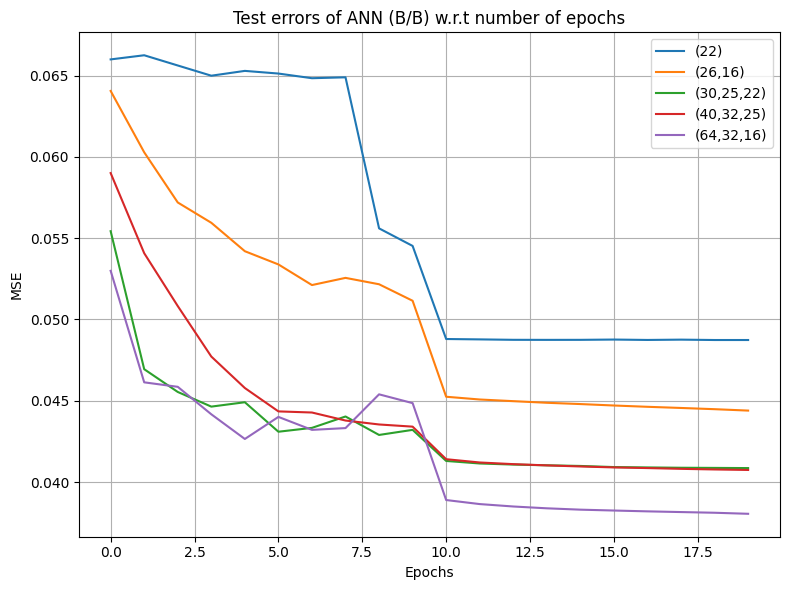 Test errors of ANN (B/B) w.r.t number of epochs
(22)
(26,16)
(30,25,22)
(40,32,25)
(64,32,16)
MSE
0.065
0.060
0.055
0.050
0.045
0.040
0.0 2.5 5.0 7.5 10.0 12.5 15.0 17.5
Epochs